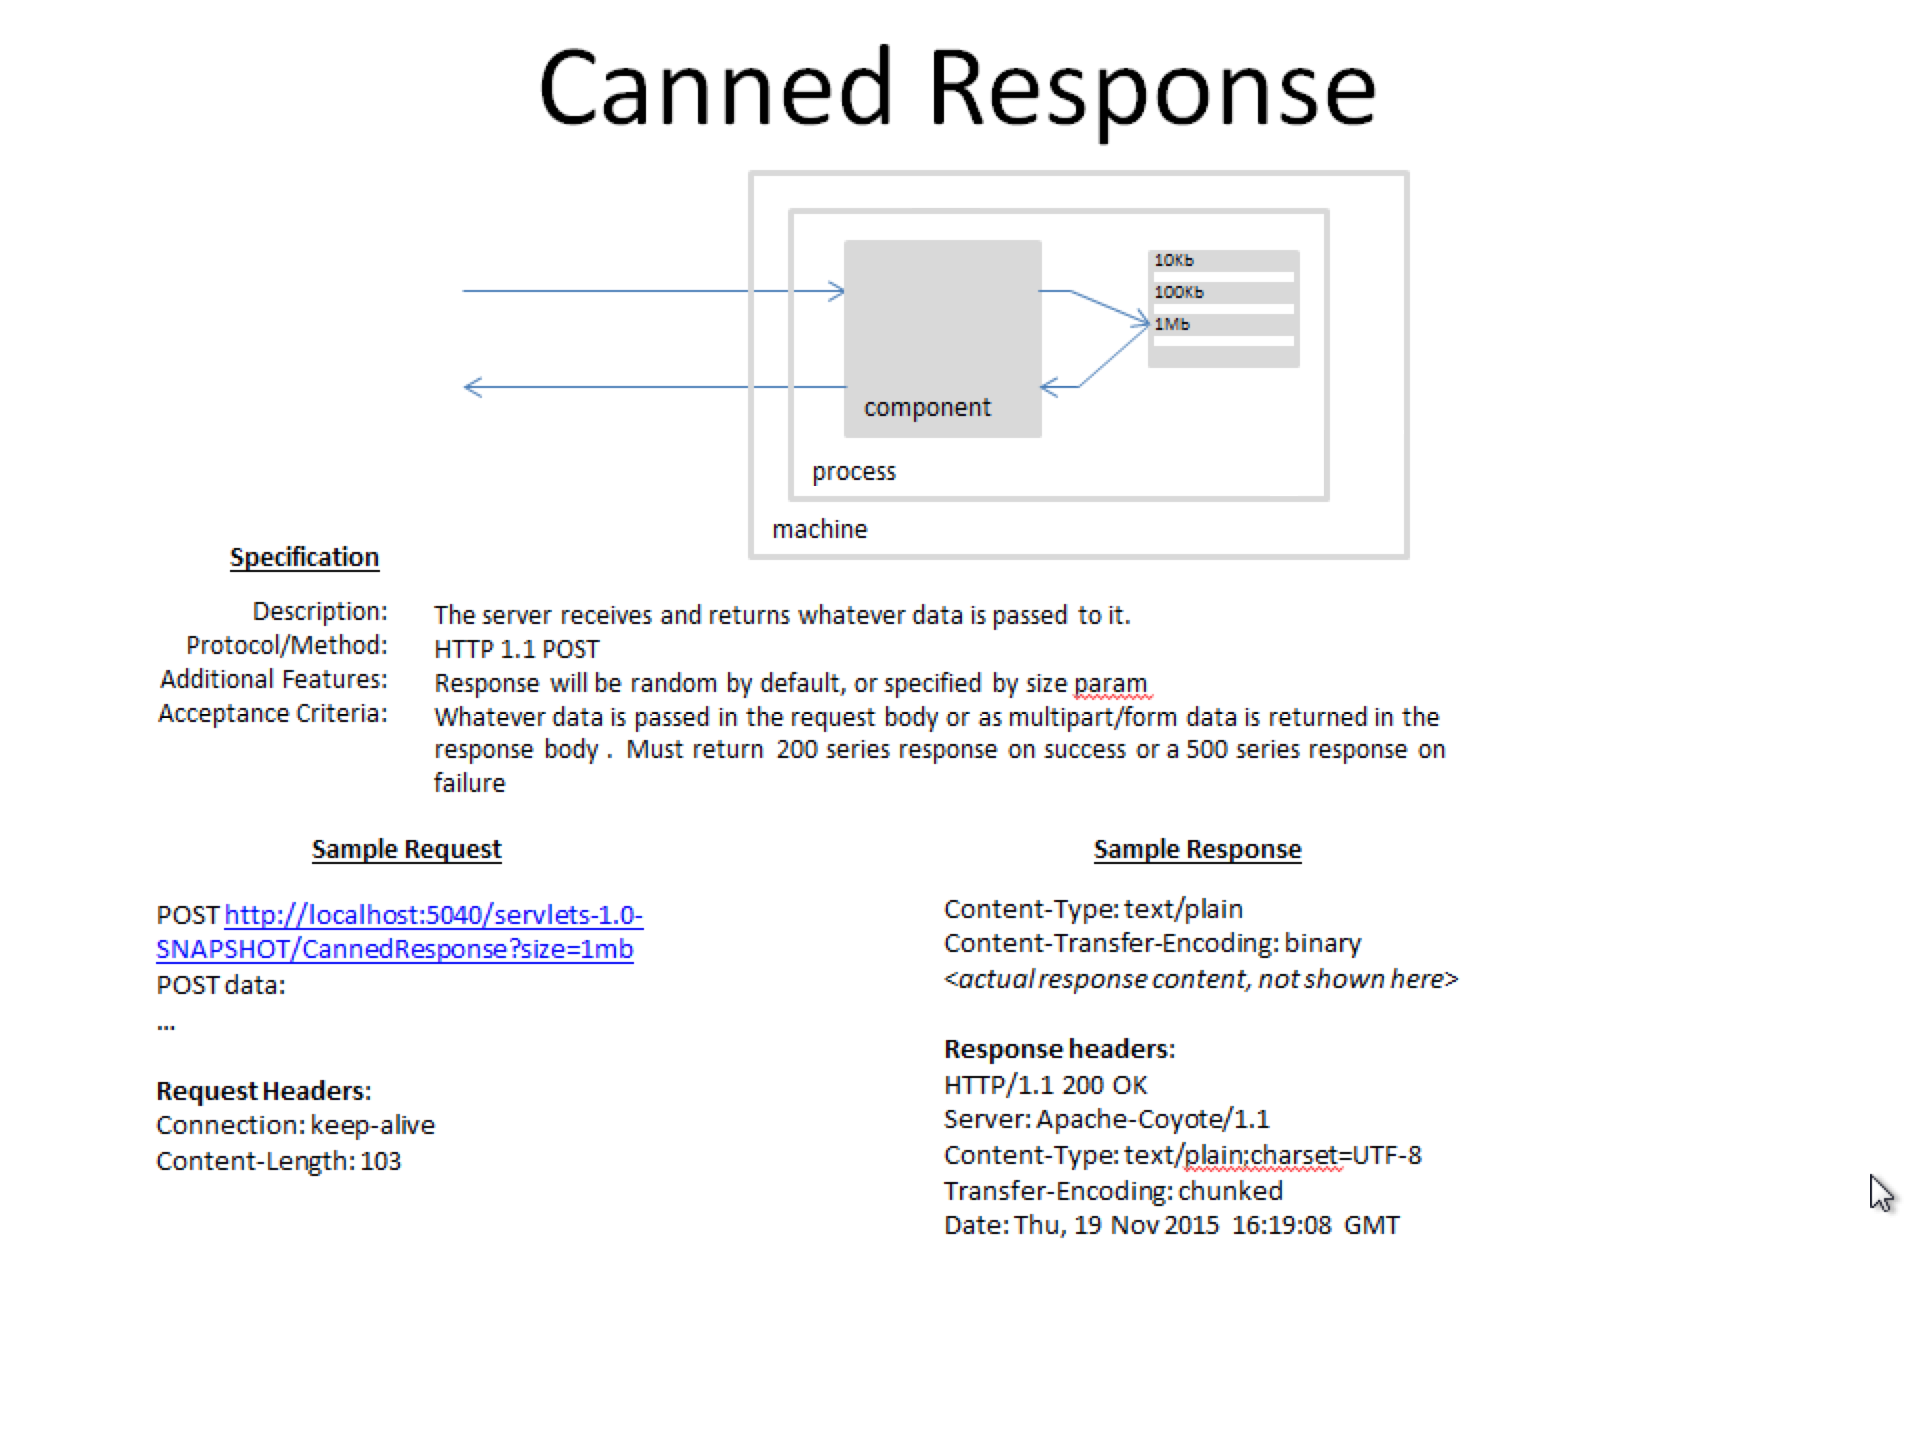 Canned Response
10Kb
100Kb
1Mb
component
process
machine
Specification
Description:
The server receives and returns whatever data is passed to it.
Protocol/Method:
HTTP 1.1 POST
Additional Features:
Response will be random by default, or specified by size param
Acceptance Criteria:
Whatever data is passed in the request body or as multipart/form data is returned in the
response body . Must return 200 series response on success or a 500 series response on
failure
Sample Request
POST http://localhost:5040/servlets-1.0-
SNAPSHOT/CannedResponse?size=1mb
POST data:
...
Request Headers:
Connection: keep-alive
Content-Length: 103
Sample Response
Content-Type: text/plain
Content-Transfer-Encoding: binary
<actual response content, not shown here>
Response headers:
HTTP/1.1 200 OK
Server: Apache-Coyote/1.1
Content-Type: text/plain;charset=UTF-8
Transfer-Encoding: chunked
Date: Thu, 19 Nov 2015 16:19:08 GMT